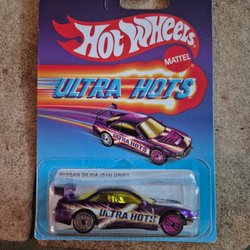 Hot Wheels
MATTEL
ULTRA HOTS
ULTRA HOTS
NISSAN SILVIA (S14) DRIFT
ULTRA HOTS